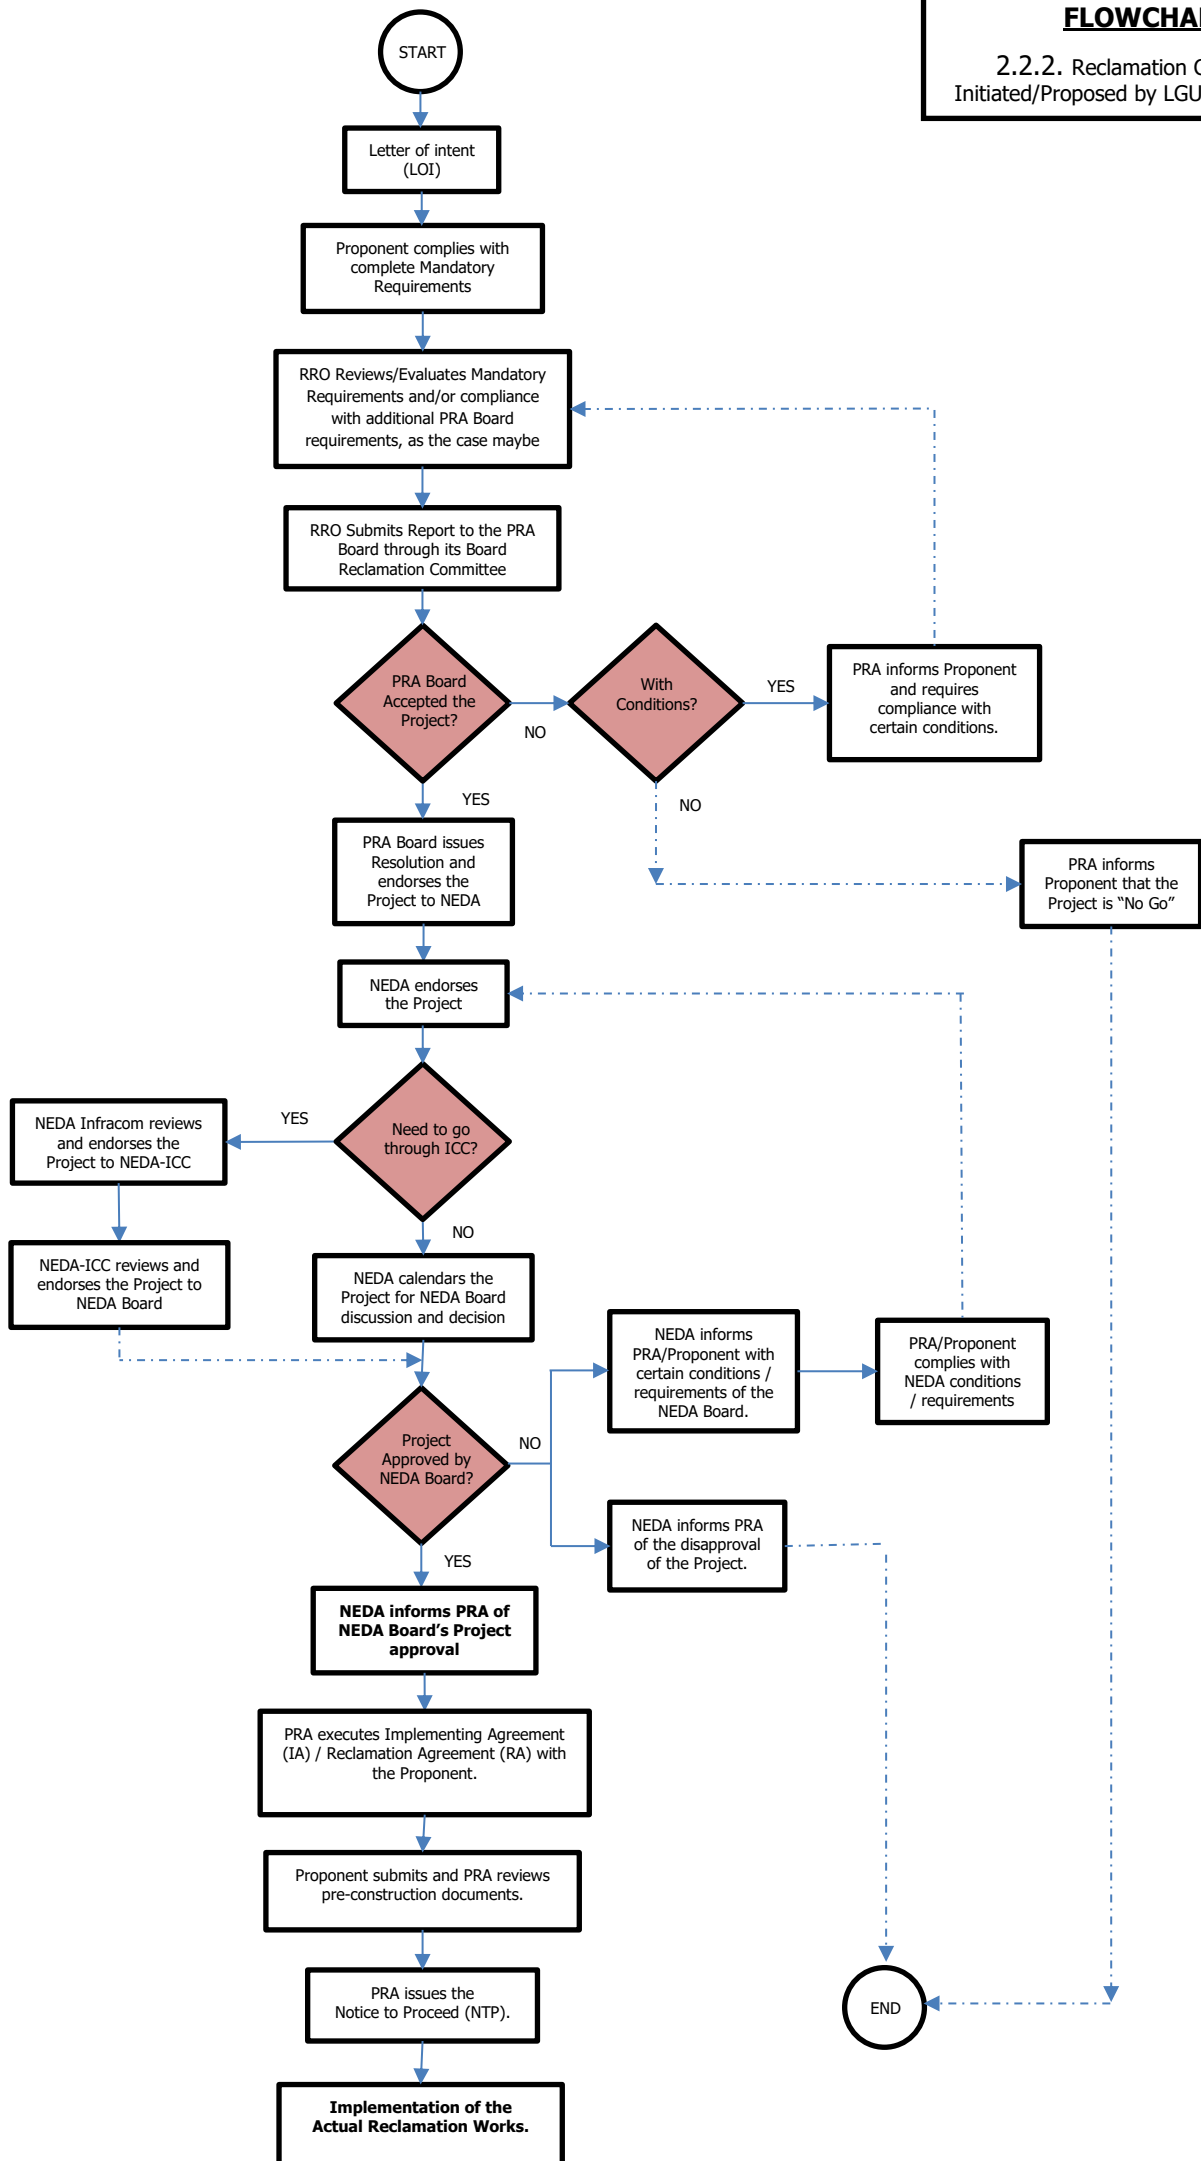 FLOWCHA
2.2.2. Reclamation
Initiated/Proposed by LGU
START
Letter of intent
(LOI)
Proponent complies with
complete Mandatory
Requirements
RRO Reviews/Evaluates Mandatory
Requirements and/or compliance
with additional PRA Board
requirements, as the case maybe
RRO Submits Report to the PRA
Board through its Board
Reclamation Committee
PRA Board
Accepted the
Project?
NO
With
Conditions?
YES
PRA informs Proponent
and requires
compliance with
certain conditions.
YES
NO
PRA Board issues
Resolution and
endorses the
Project to NEDA
PRA informs
Proponent that the
Project is “No Go”
NEDA endorses
the Project
Need to go
through ICC?
YES
NEDA Infracom reviews
and endorses the
Project to NEDA-ICC
NO
NEDA-ICC reviews and
endorses the Project to
NEDA Board
NEDA calendars the
Project for NEDA Board
discussion and decision
NEDA informs
PRA/Proponent with
certain conditions /
requirements of the
NEDA Board.
PRA/Proponent
complies with
NEDA conditions
/ requirements
Project
Approved by
NEDA Board?
NO
NEDA informs PRA
of the disapproval
of the Project.
YES
NEDA informs PRA of
NEDA Board’s Project
approval
PRA executes Implementing Agreement
(IA) / Reclamation Agreement (RA) with
the Proponent.
Proponent submits and PRA reviews
pre-construction documents.
PRA issues the
Notice to Proceed (NTP).
END
Implementation of the
Actual Reclamation Works.